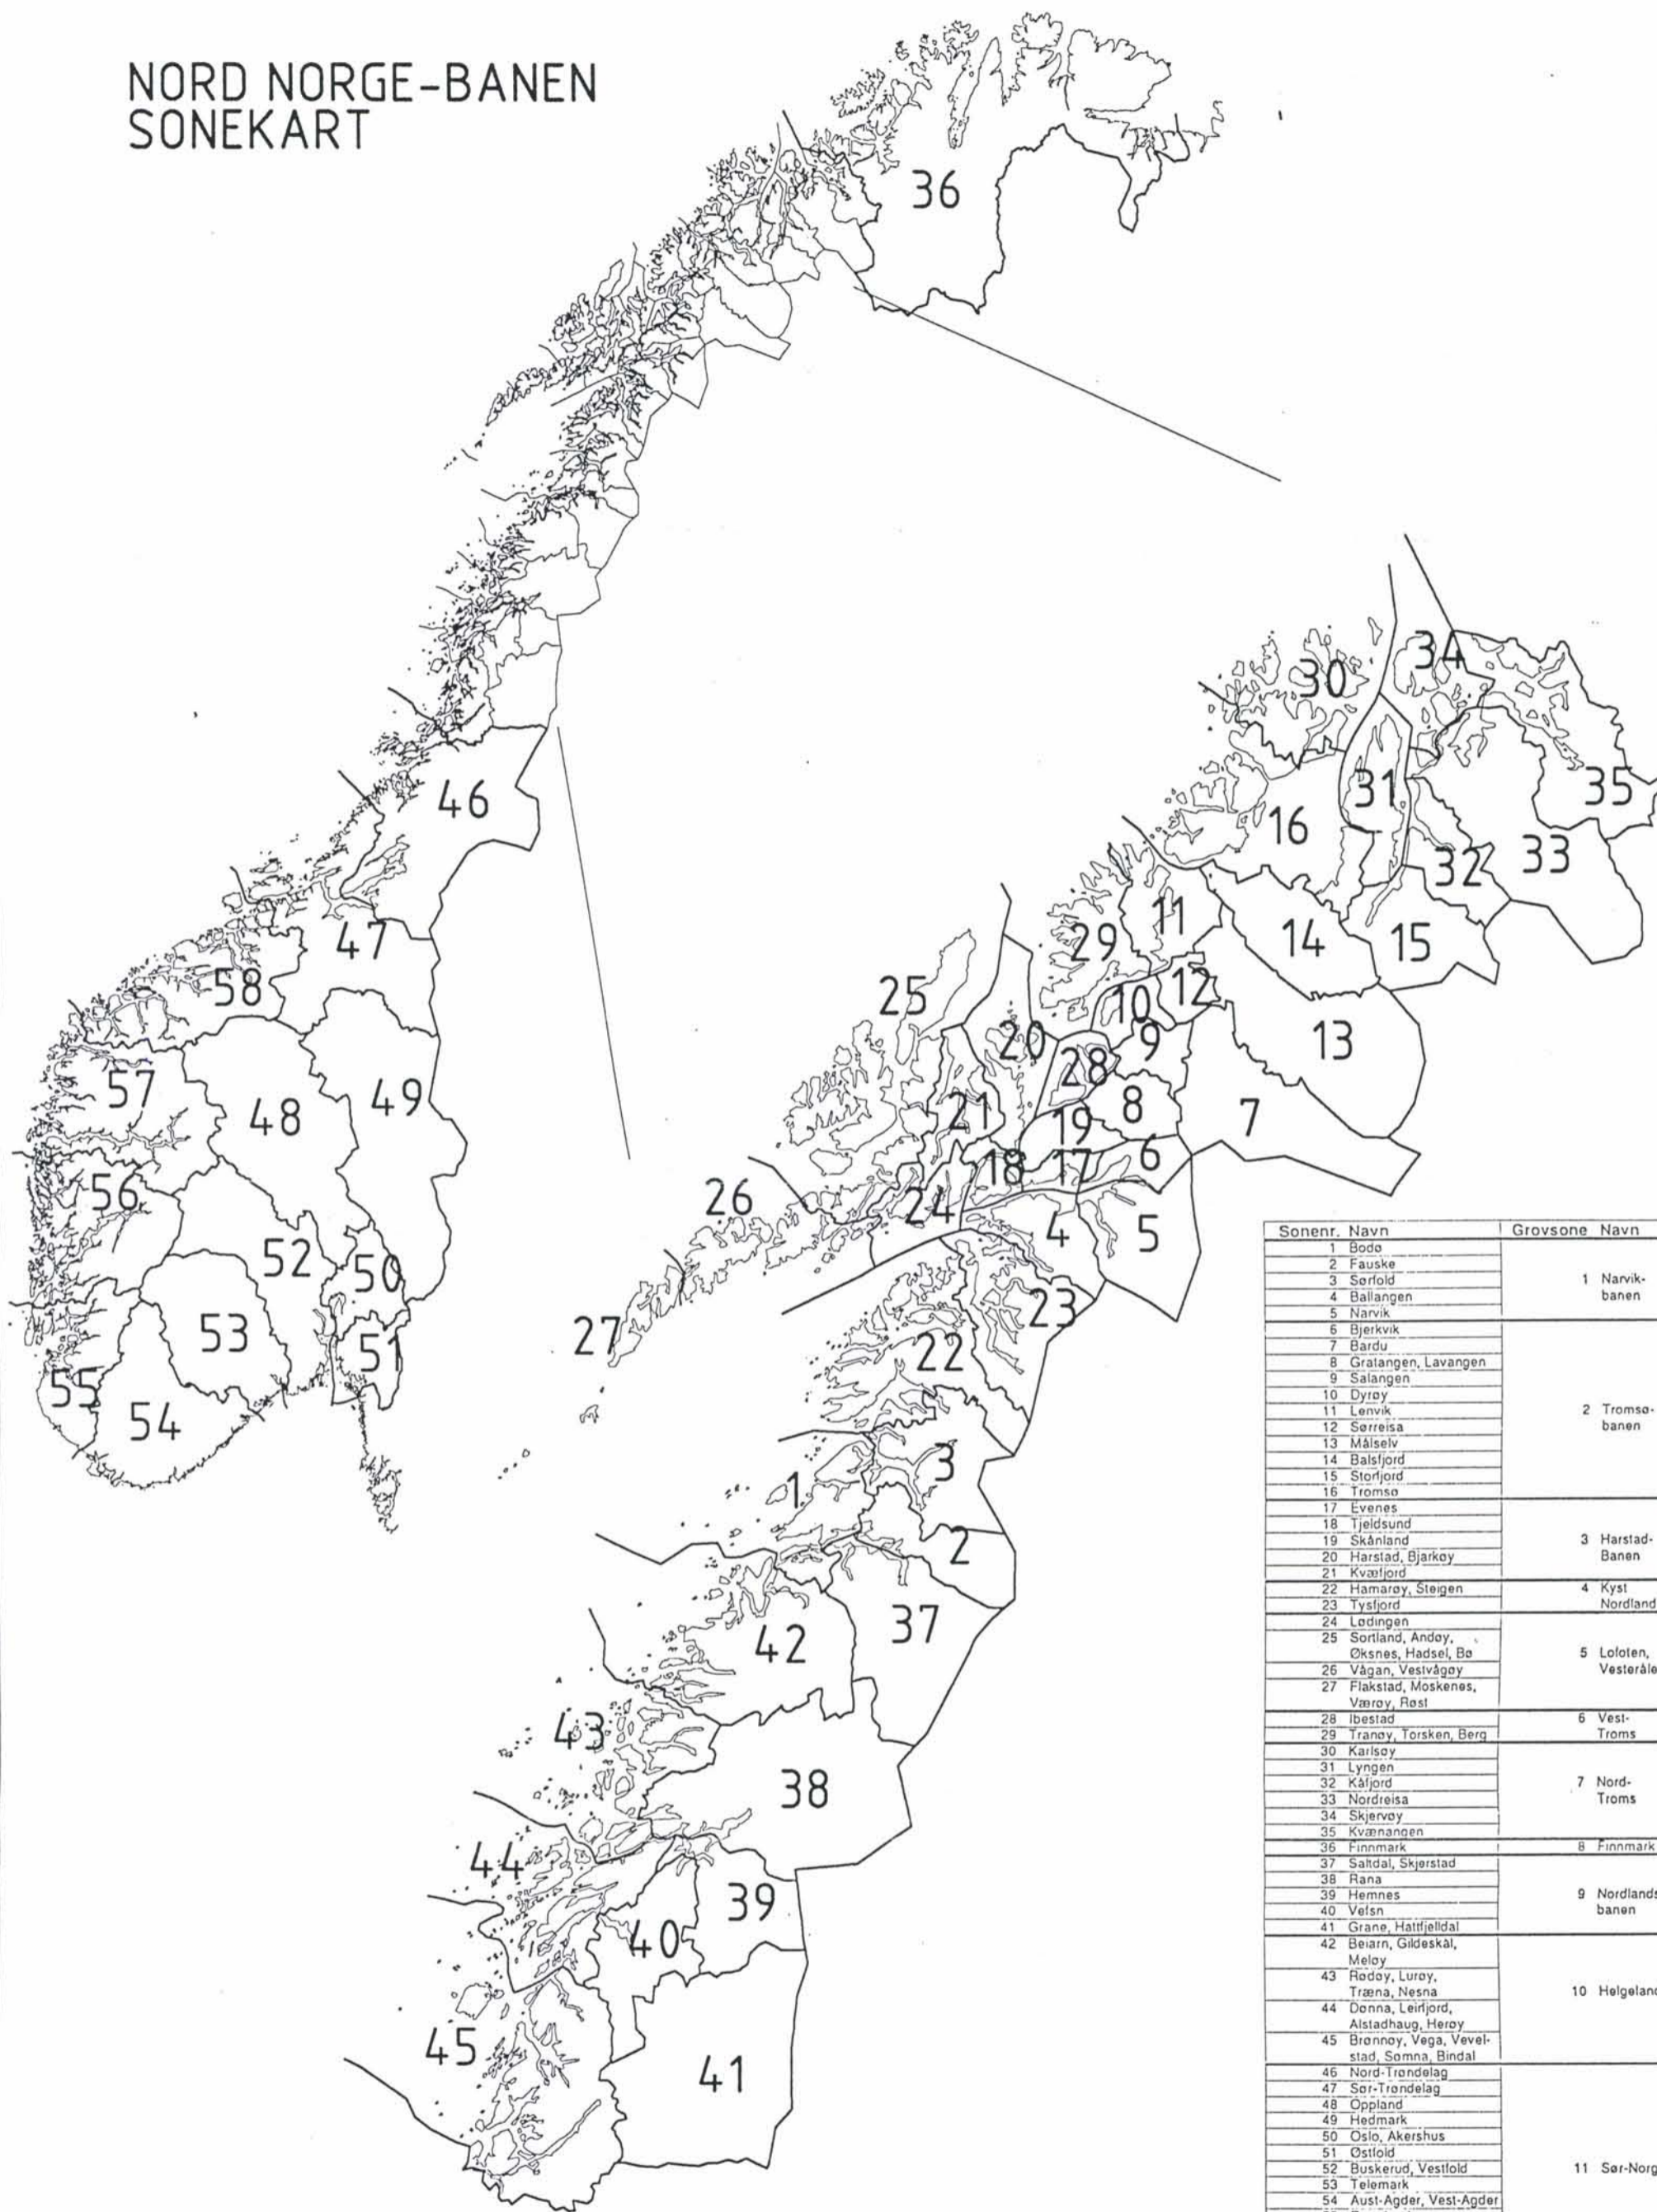 NORD NORGE-BANEN
SONEKART
36
46
47
58
57
48
49
56
52
50
53
51
55
54
34
30
35
31
16
33
32
11
29
14
15
25
12
10
20
9
13
28
21
8
7
19
6
18
17
26
24
4
5
23
27
22
3
1
2
37
42
43
38
44
39
40
45
41
Sonenr. Navn Grovsone Navn
1 Bodø
2 Fauske
3 Sørfold 1 Narvik-
4 Ballangen banen
5 Narvik
6 Bjerkvik
7 Bardu
8 Gratangen, Lavangen
9 Salangen
10 Dyrøy
11 Lenvik 2 Tromsø-
12 Sørreisa banen
13 Målselv
14 Balsfjord
15 Storfjord
16 Tromsø
17 Evenes
18 Tjeldsund
19 Skånland 3 Harstad-
20 Harstad, Bjarkøy Banen
21 Kvæfjord
22 Hamarøy, Steigen 4 Kyst
23 Tysfjord Nordland
24 Lødingen
25 Sortland, Andøy,
Øksnes, Hadsel, Bø 5 Lofoten,
26 Vågan, Vestvågøy Vesteråle
27 Flakstad, Moskenes,
Værøy, Røst
28 Ibestad 6 Vest-
29 Tranøy, Torsken, Berg Troms
30 Karlsøy
31 Lyngen
32 Kåfjord 7 Nord-
33 Nordreisa Troms
34 Skjervøy
35 Kvænangen
36 Finnmark 8 Finnmark
37 Saltdal, Skjerstad
38 Rana
39 Hemnes 9 Nordlands
40 Vefsn banen
41 Grane, Hattfjelldal
42 Beiarn, Gildeskål,
Meløy
43 Rødøy, Lurøy,
Træna, Nesna 10 Helgeland
44 Dønna, Leirfjord,
Alstadhaug, Herøy
45 Brønnøy, Vega, Vevel-
stad, Sømna, Bindal
46 Nord-Trøndelag
47 Sør-Trøndelag
48 Oppland
49 Hedmark
50 Oslo, Akershus
51 Østfold
52 Buskerud, Vestfold 11 Sør-Norg
53 Telemark
54 Aust-Agder, Vest-Agder